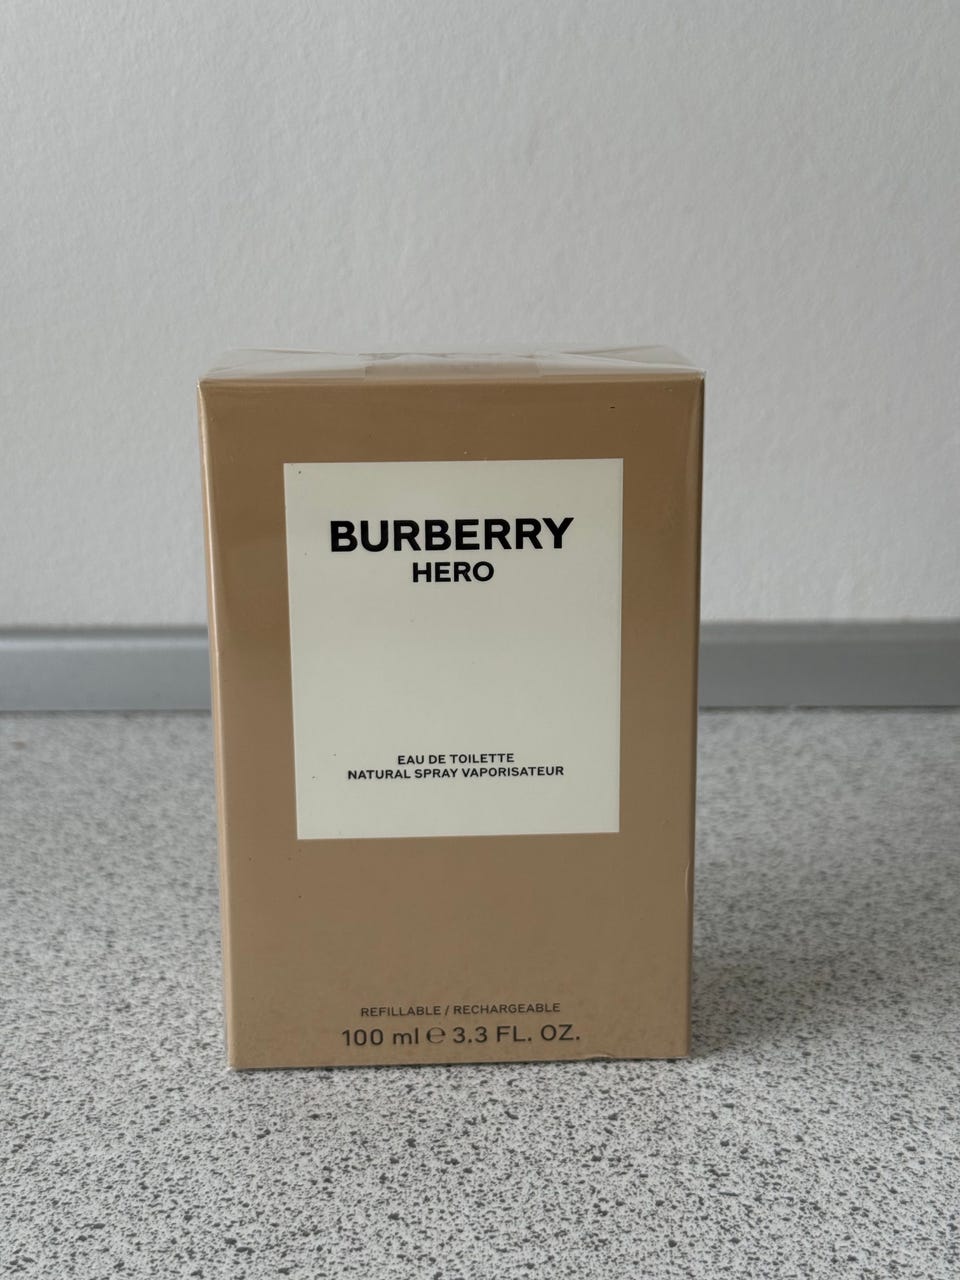 BURBERRY
HERO
EAU DE TOILETTE
NATURAL SPRAY VAPORISATEUR
REFILLABLE / RECHARGEABLE
100 ml ℮ 3.3 FL. OZ.